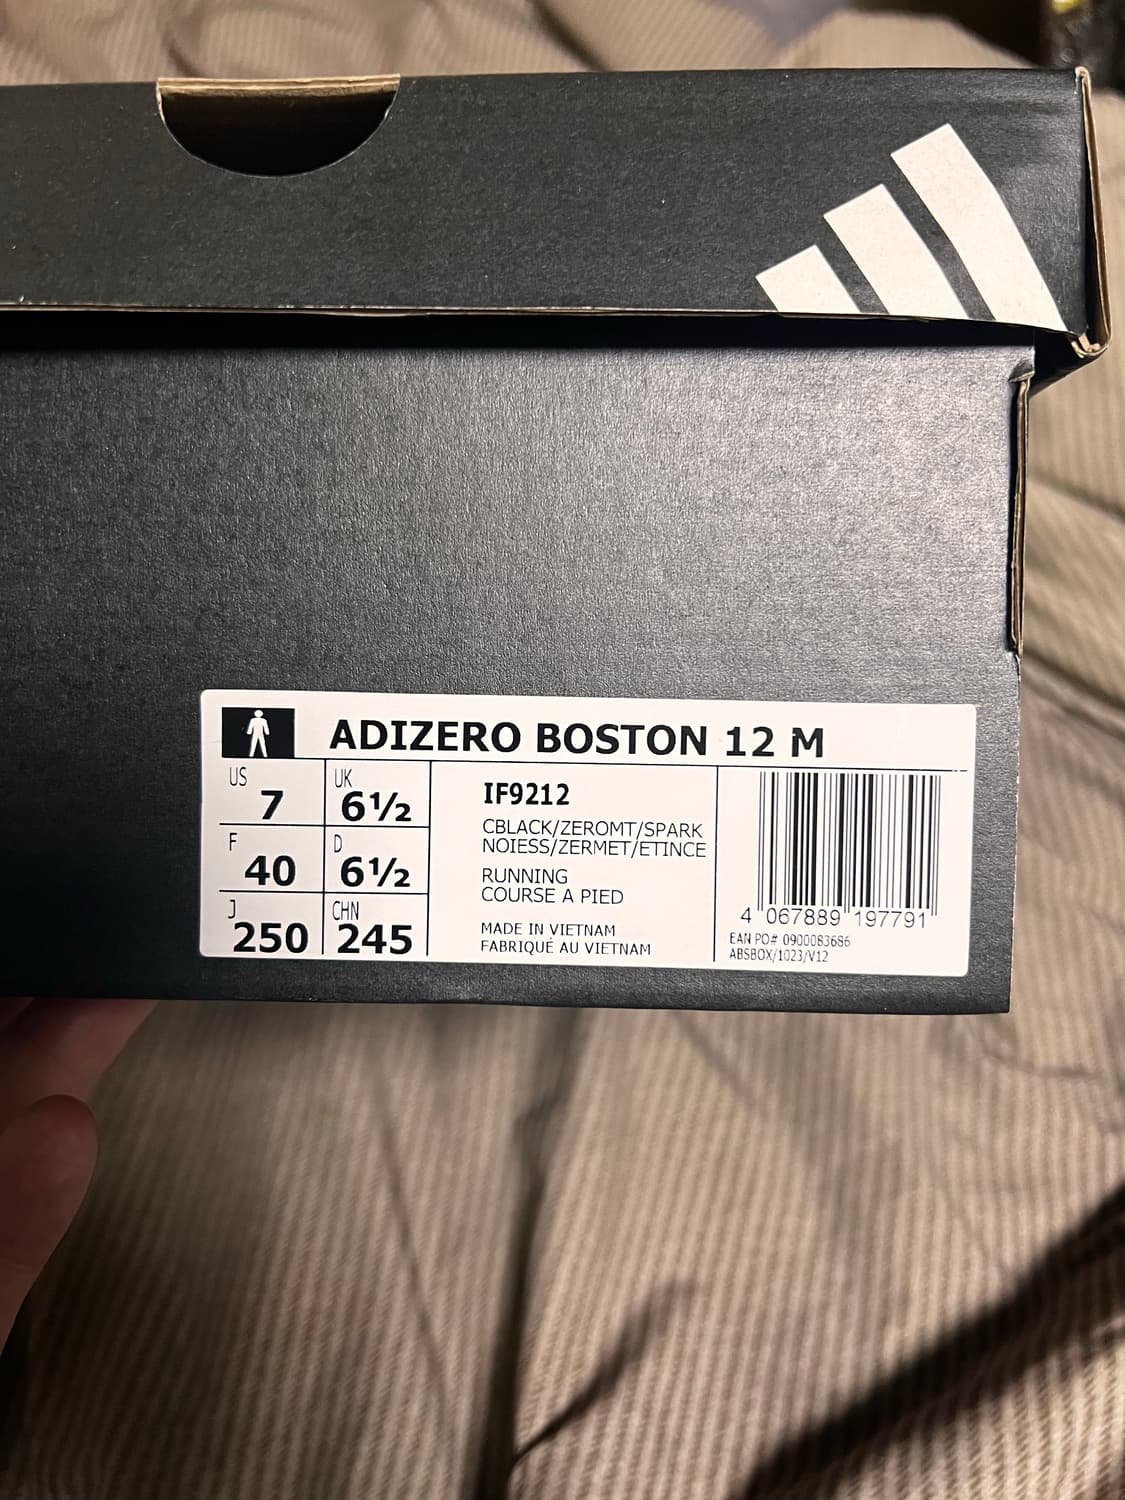 ADIZERO BOSTON 12 M
US 7 UK 6½
F 40 D 6½
J 250 CHN 245
IF9212
CBLACK/ZEROMT/SPARK
NOIESS/ZERMET/ETINCE
RUNNING
COURSE A PIED
MADE IN VIETNAM
FABRIQUÉ AU VIETNAM
4 067889 197791
EAN PO# 0900083686
ABSBOX/1023/V12